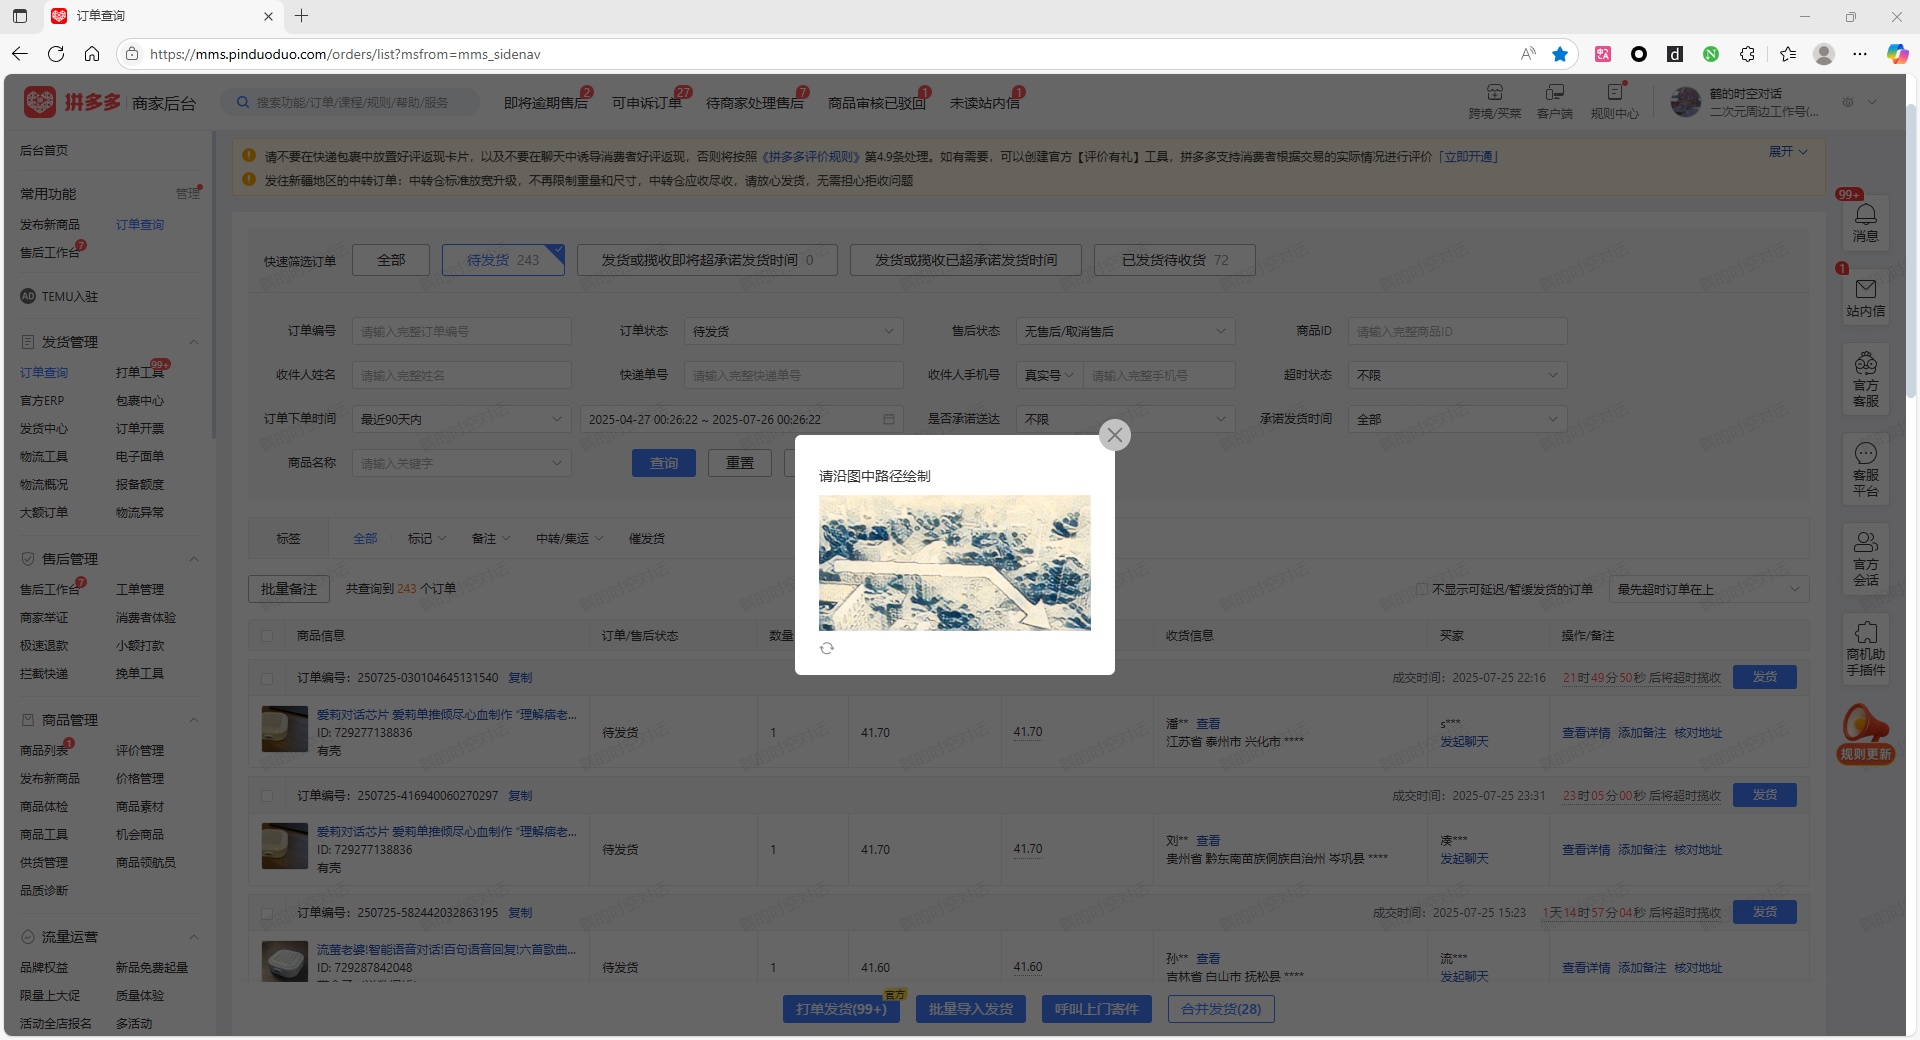 订单查询
https://mms.pinduoduo.com/orders/list?msfrom=mms_sidenav
拼多多 商家后台
搜索功能/订单/课程/规则/帮助/服务
即将逾期售后 2
可申诉订单 27
待商家处理售后 7
商品审核已驳回 1
未读站内信 1
跨境/买菜
客户端
规则中心
鹤的时空对话
二次元周边工作号(...
后台首页
常用功能 管理
发布新商品 订单查询
售后工作台 7
AD TEMU入驻
发货管理
订单查询 打单工具 99+
官方ERP 包裹中心
发货中心 订单开票
物流工具 电子面单
物流概况 报备额度
大额订单 物流异常
售后管理
售后工作台 7 工单管理
商家举证 消费者体验
极速退款 小额打款
拦截快递 挽单工具
商品管理
商品列表 1 评价管理
发布新商品 价格管理
商品体检 商品素材
商品工具 机会商品
供货管理 商品领航员
品质诊断
流量运营
品牌权益 新品免费起量
限量上大促 质量体验
活动全店报名 多活动
请不要在快递包裹中放置好评返现卡片，以及不要在聊天中诱导消费者好评返现，否则将按照《拼多多评价规则》第4.9条处理。如有需要，可以创建官方【评价有礼】工具，拼多多支持消费者根据交易的实际情况进行评价「立即开通」
展开
发往新疆地区的中转订单：中转仓标准放宽升级，不再限制重量和尺寸，中转仓应收尽收，请放心发货，无需担心拒收问题
快速筛选订单 全部 待发货 243 发货或揽收即将超承诺发货时间 0 发货或揽收已超承诺发货时间 已发货待收货 72
订单编号 请输入完整订单编号 订单状态 待发货 售后状态 无售后/取消售后 商品ID 请输入完整商品ID
收件人姓名 请输入完整姓名 快递单号 请输入完整快递单号 收件人手机号 真实号 请输入完整手机号 超时状态 不限
订单下单时间 最近90天内 2025-04-27 00:26:22 ~ 2025-07-26 00:26:22 是否承诺送达 不限 承诺发货时间 全部
商品名称 请输入关键字 查询 重置
请沿图中路径绘制
标签 全部 标记 备注 中转/集运 催发货
批量备注 共查询到 243 个订单
不显示可延迟/暂缓发货的订单 最先超时订单在上
商品信息 订单/售后状态 数量 收货信息 买家 操作/备注
订单编号：250725-030104645131540 复制 成交时间：2025-07-25 22:16 21时49分50秒 后将超时揽收 发货
爱莉对话芯片 爱莉单推倾尽心血制作 “理解痞老...
ID: 729277138836
有壳
待发货 1 41.70 41.70
潘** 查看
江苏省 泰州市 兴化市 ****
s***
发起聊天
查看详情 添加备注 核对地址
订单编号：250725-416940060270297 复制 成交时间：2025-07-25 23:31 23时05分00秒 后将超时揽收 发货
爱莉对话芯片 爱莉单推倾尽心血制作 “理解痞老...
ID: 729277138836
有壳
待发货 1 41.70 41.70
刘** 查看
贵州省 黔东南苗族侗族自治州 岑巩县 ****
凑***
发起聊天
查看详情 添加备注 核对地址
订单编号：250725-582442032863195 复制 成交时间：2025-07-25 15:23 1天14时57分04秒 后将超时揽收 发货
流萤老婆!智能语音对话!百句语音回复!六首歌曲...
ID: 729287842048
待发货 1 41.60 41.60
孙** 查看
吉林省 白山市 抚松县 ****
流***
发起聊天
查看详情 添加备注 核对地址
打单发货(99+) 官方 批量导入发货 呼叫上门寄件 合并发货(28)
99+
消息
1
站内信
官方
客服
客服
平台
官方
会话
商机助
手插件
规则更新